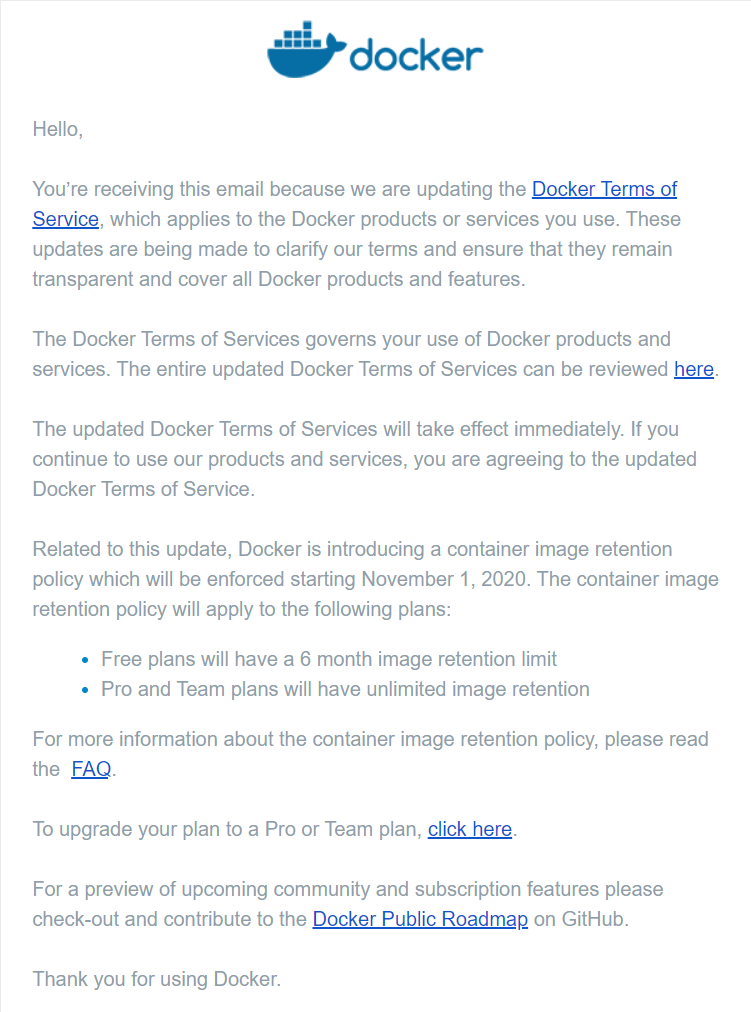 docker
Hello,
You’re receiving this email because we are updating the Docker Terms of
Service, which applies to the Docker products or services you use. These
updates are being made to clarify our terms and ensure that they remain
transparent and cover all Docker products and features.
The Docker Terms of Services governs your use of Docker products and
services. The entire updated Docker Terms of Services can be reviewed here.
The updated Docker Terms of Services will take effect immediately. If you
continue to use our products and services, you are agreeing to the updated
Docker Terms of Service.
Related to this update, Docker is introducing a container image retention
policy which will be enforced starting November 1, 2020. The container image
retention policy will apply to the following plans:
• Free plans will have a 6 month image retention limit
• Pro and Team plans will have unlimited image retention
For more information about the container image retention policy, please read
the FAQ.
To upgrade your plan to a Pro or Team plan, click here.
For a preview of upcoming community and subscription features please
check-out and contribute to the Docker Public Roadmap on GitHub.
Thank you for using Docker.